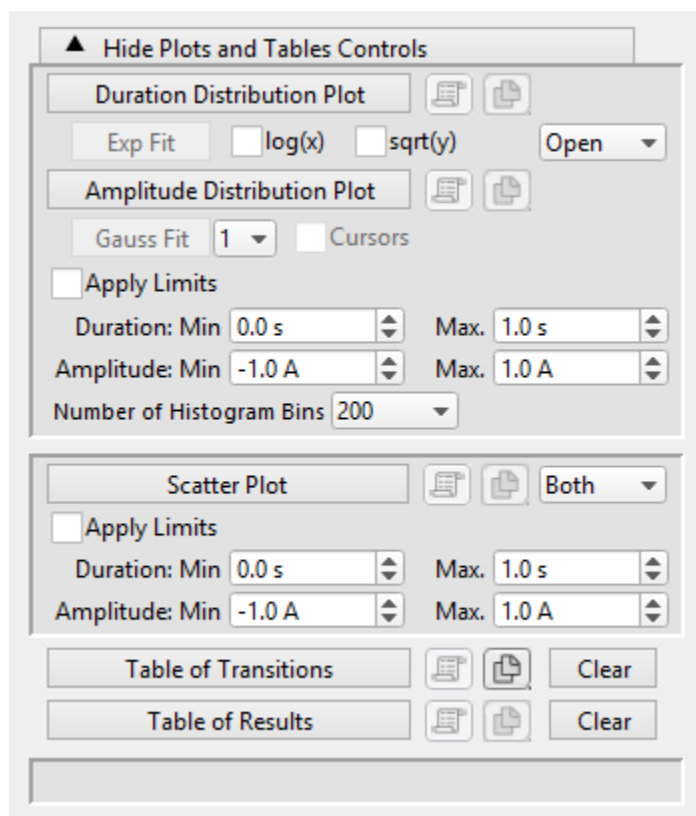 Hide Plots and Tables Controls
Duration Distribution Plot
Exp Fit log(x) sqrt(y) Open
Amplitude Distribution Plot
Gauss Fit 1 Cursors
Apply Limits
Duration: Min 0.0 s Max. 1.0 s
Amplitude: Min -1.0 A Max. 1.0 A
Number of Histogram Bins 200
Scatter Plot Both
Apply Limits
Duration: Min 0.0 s Max. 1.0 s
Amplitude: Min -1.0 A Max. 1.0 A
Table of Transitions Clear
Table of Results Clear